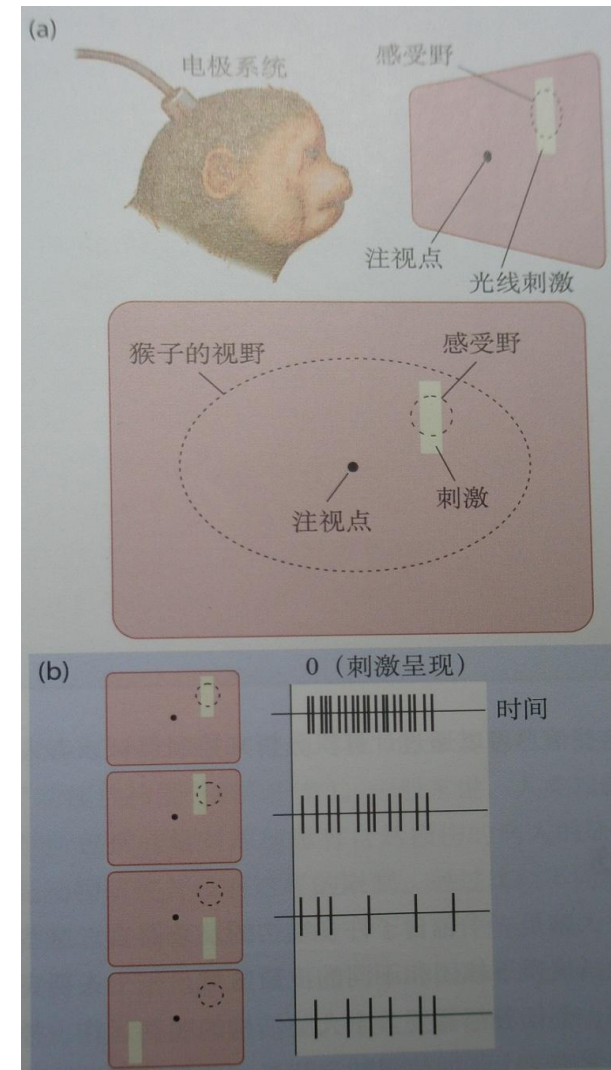 (a)
电极系统
感受野
注视点
光线刺激
猴子的视野
感受野
刺激
注视点
(b)
0（刺激呈现）
时间